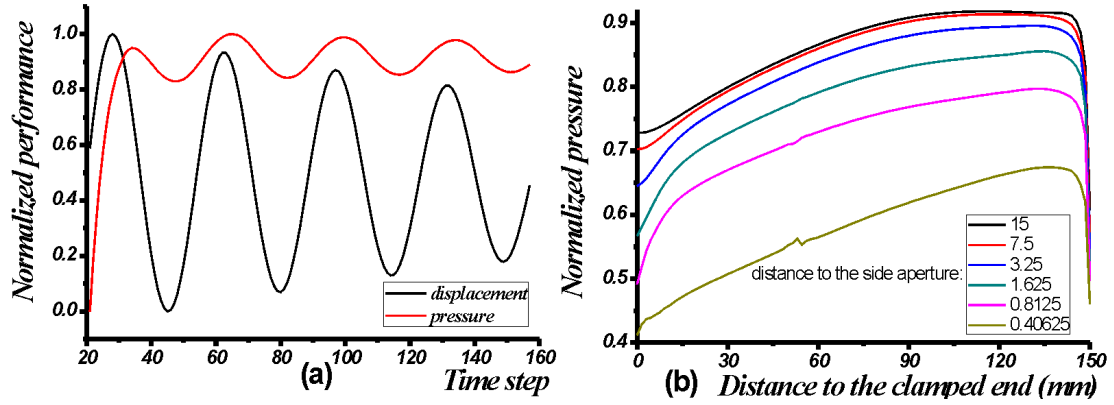 Normalized performance
1.0
0.8
0.6
0.4
0.2
0.0
displacement
pressure
20 40 60 80 100 120 140 160
(a) Time step
Normalized pressure
0.9
0.8
0.7
0.6
0.5
0.4
distance to the side aperture:
15
7.5
3.25
1.625
0.8125
0.40625
0 30 60 90 120 150
(b) Distance to the clamped end (mm)